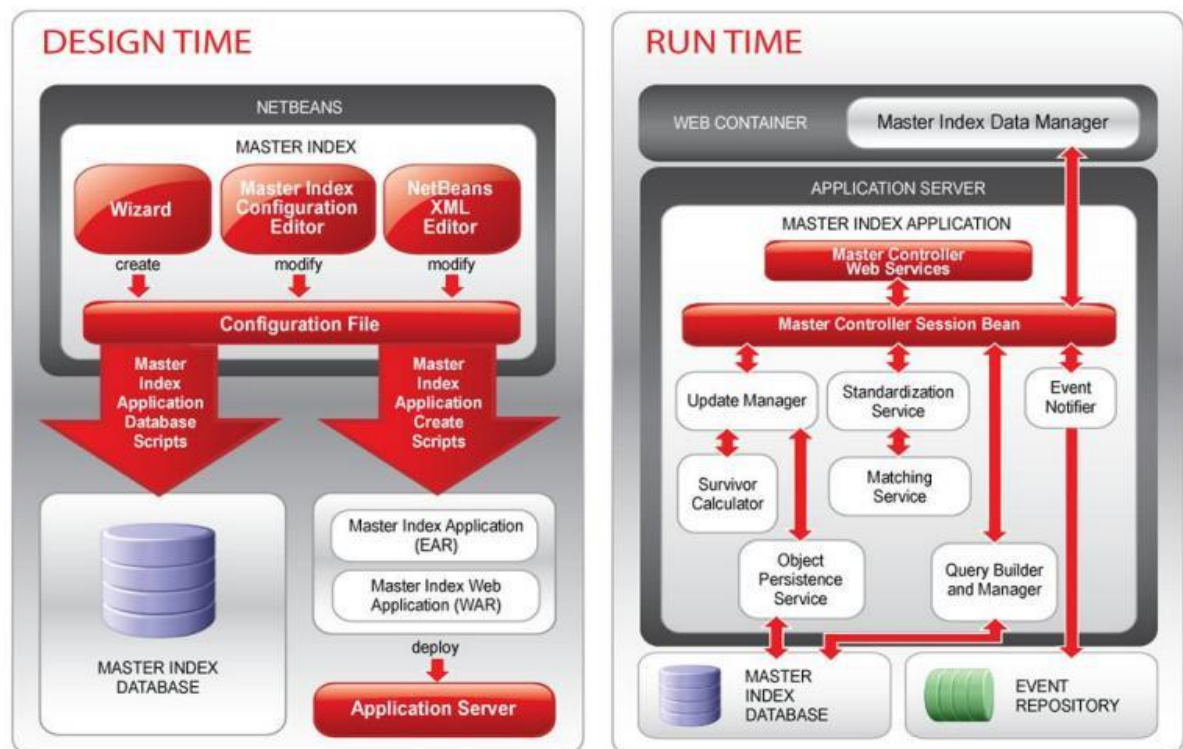 DESIGN TIME
NETBEANS
MASTER INDEX
Wizard
Master Index
Configuration
Editor
NetBeans
XML
Editor
create
modify
modify
Configuration File
Master
Index
Application
Database
Scripts
Master
Index
Application
Create
Scripts
MASTER INDEX
DATABASE
Master Index Application
(EAR)
Master Index Web
Application (WAR)
deploy
Application Server
RUN TIME
WEB CONTAINER
Master Index Data Manager
APPLICATION SERVER
MASTER INDEX APPLICATION
Master Controller
Web Services
Master Controller Session Bean
Update Manager
Standardization
Service
Event
Notifier
Survivor
Calculator
Matching
Service
Object
Persistence
Service
Query Builder
and Manager
MASTER
INDEX
DATABASE
EVENT
REPOSITORY